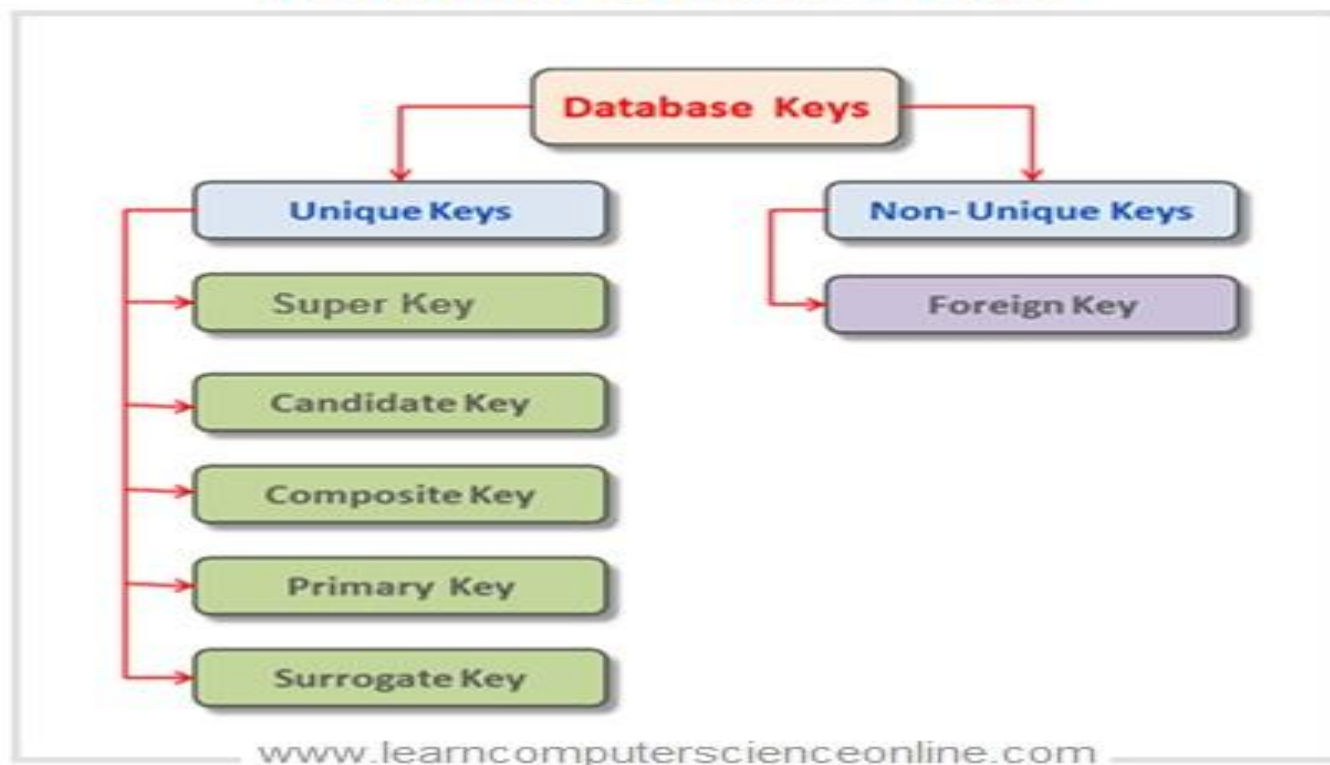 Database Keys
Unique Keys
Non- Unique Keys
Super Key
Foreign Key
Candidate Key
Composite Key
Primary Key
Surrogate Key
www.learncomputerscienceonline.com